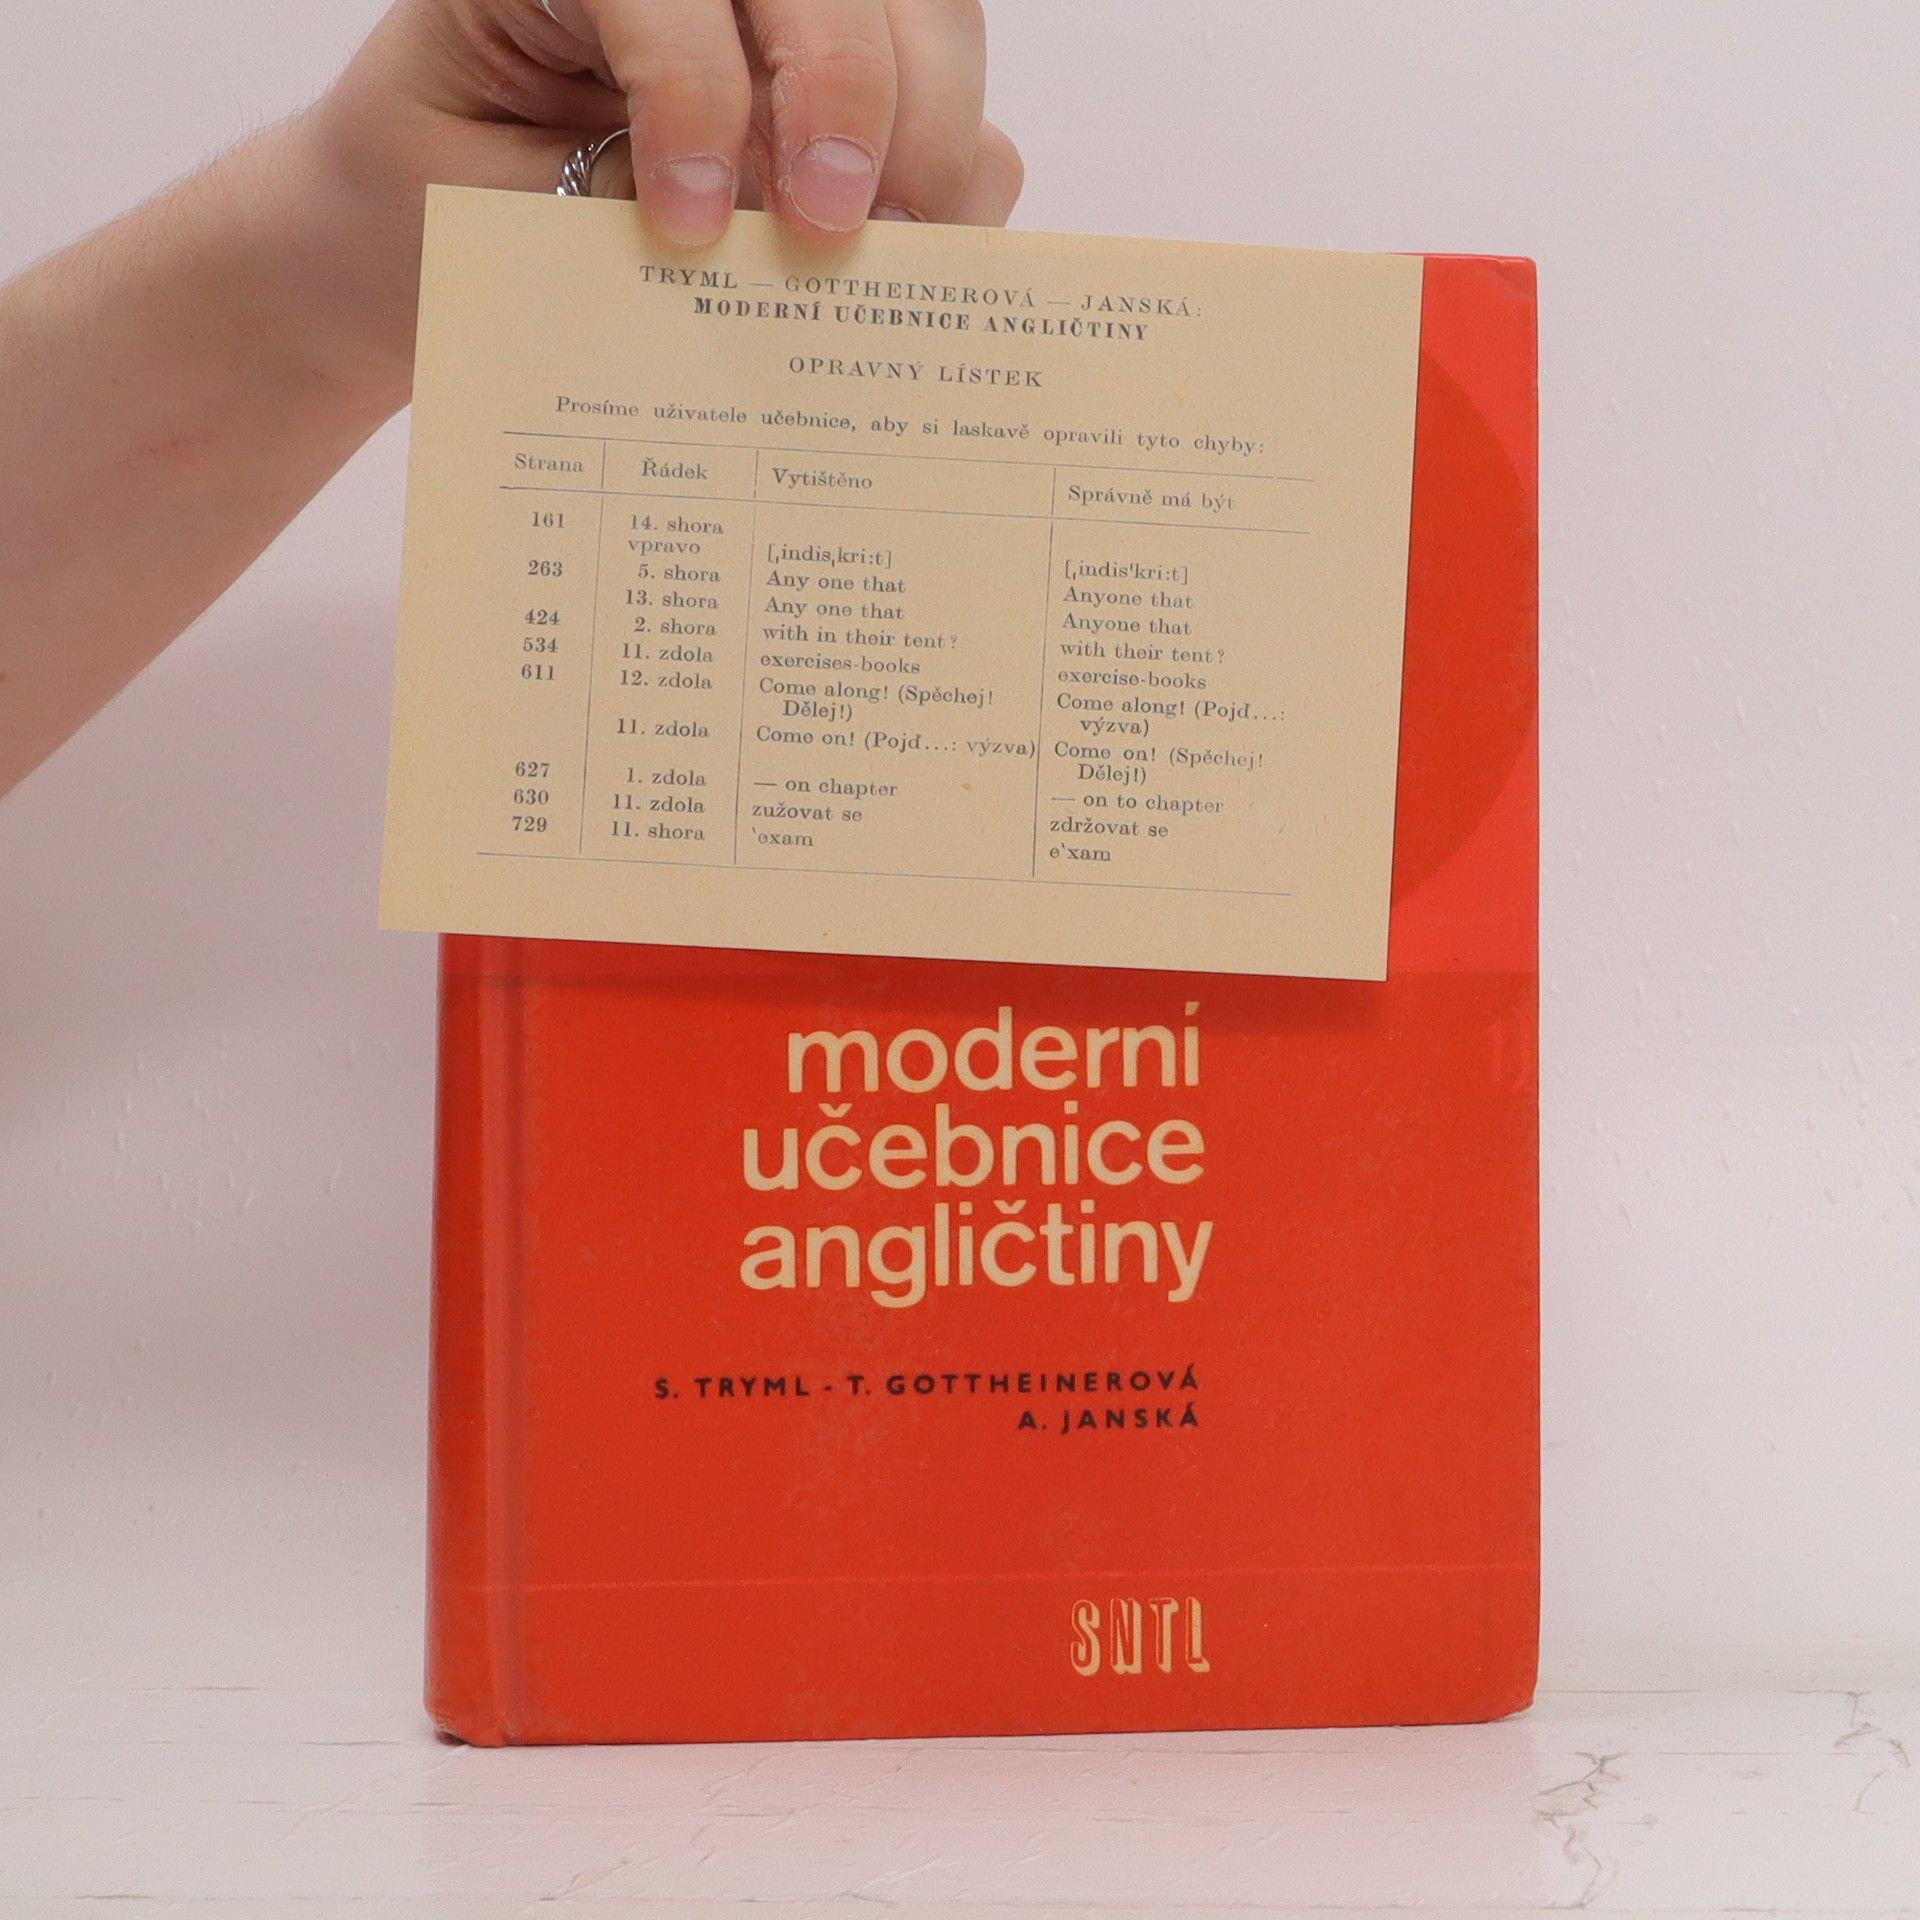 TRYML — GOTTHEINEROVÁ — JANSKÁ:
MODERNÍ UČEBNICE ANGLIČTINY
OPRAVNÝ LÍSTEK
Prosíme uživatele učebnice, aby si laskavě opravili tyto chyby:
Strana Řádek Vytištěno Správně má být
161 14. shora
vpravo [ˌindisˌkri:t] [ˌindisˈkri:t]
263 5. shora Any one that Anyone that
13. shora Any one that Anyone that
424 2. shora with in their tent? with their tent?
534 11. zdola exercises-books exercise-books
611 12. zdola Come along! (Spěchej! Come along! (Pojď...:
Dělej!) výzva)
11. zdola Come on! (Pojď...: výzva) Come on! (Spěchej!
Dělej!)
627 1. zdola — on chapter — on to chapter
630 11. zdola zužovat se zdržovat se
729 11. shora ˋexam eˋxam
moderní
učebnice
angličtiny
S. TRYML - T. GOTTHEINEROVÁ
A. JANSKÁ
SNTL